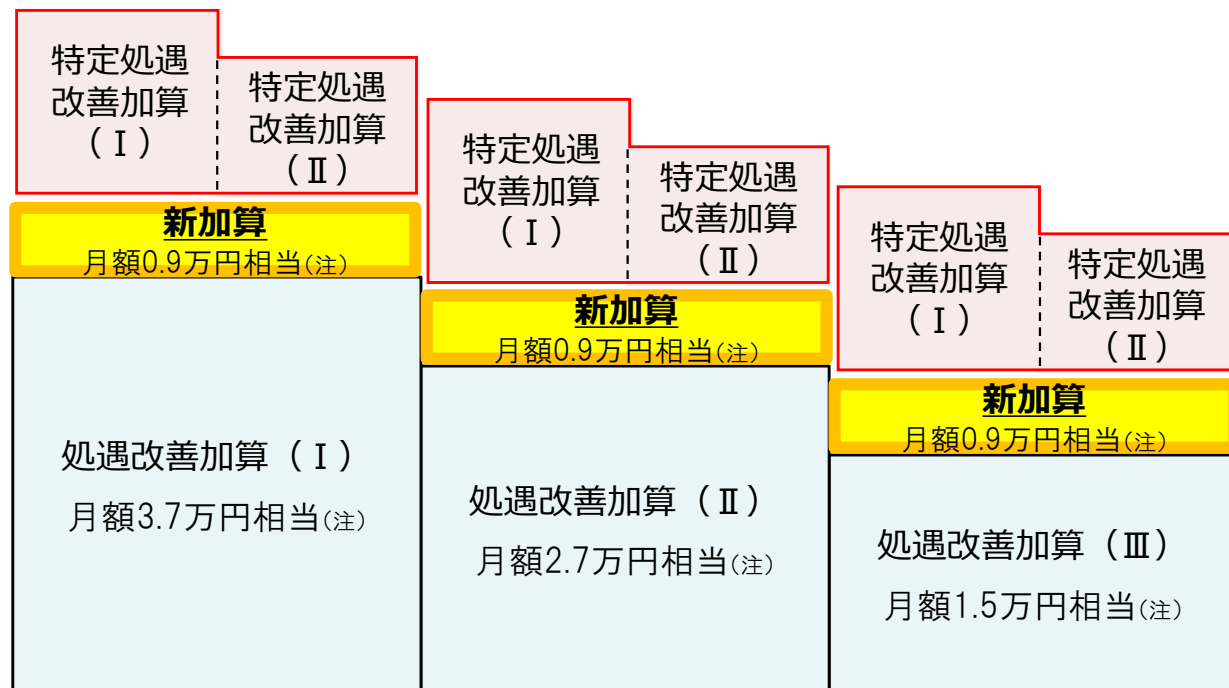 特定処遇
改善加算
（Ⅰ）
特定処遇
改善加算
（Ⅱ）
新加算
月額0.9万円相当(注)
処遇改善加算（Ⅰ）
月額3.7万円相当(注)
特定処遇
改善加算
（Ⅰ）
特定処遇
改善加算
（Ⅱ）
新加算
月額0.9万円相当(注)
処遇改善加算（Ⅱ）
月額2.7万円相当(注)
特定処遇
改善加算
（Ⅰ）
特定処遇
改善加算
（Ⅱ）
新加算
月額0.9万円相当(注)
処遇改善加算（Ⅲ）
月額1.5万円相当(注)